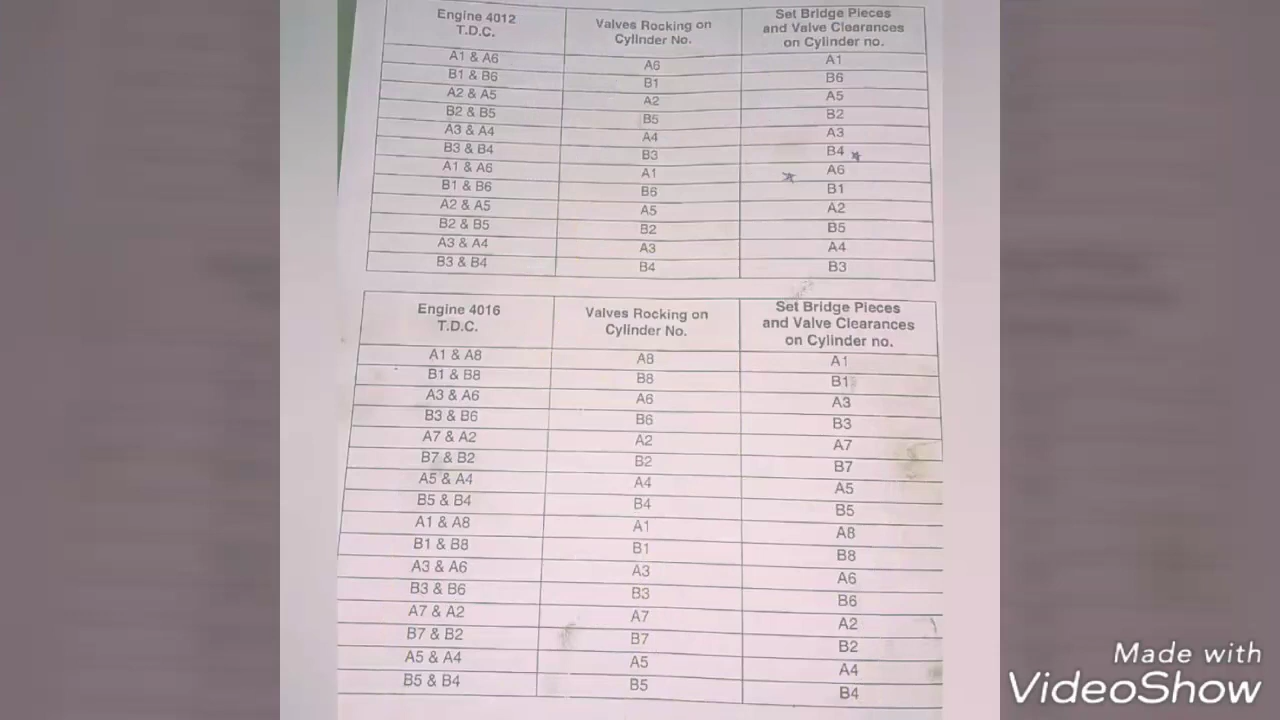 Engine 4012 T.D.C. Valves Rocking on Cylinder No. Set Bridge Pieces and Valve Clearances on Cylinder no.
A1 & A6 A6 A1
B1 & B6 B1 B6
A2 & A5 A2 A5
B2 & B5 B5 B2
A3 & A4 A4 A3
B3 & B4 B3 B4
A1 & A6 A1 A6
B1 & B6 B6 B1
A2 & A5 A5 A2
B2 & B5 B2 B5
A3 & A4 A3 A4
B3 & B4 B4 B3
Engine 4016 T.D.C. Valves Rocking on Cylinder No. Set Bridge Pieces and Valve Clearances on Cylinder no.
A1 & A8 A8 A1
B1 & B8 B8 B1
A3 & A6 A6 A3
B3 & B6 B6 B3
A7 & A2 A2 A7
B7 & B2 B2 B7
A5 & A4 A4 A5
B5 & B4 B4 B5
A1 & A8 A1 A8
B1 & B8 B1 B8
A3 & A6 A3 A6
B3 & B6 B3 B6
A7 & A2 A7 A2
B7 & B2 B7 B2
A5 & A4 A5 A4
B5 & B4 B5 B4
Made with
VideoShow